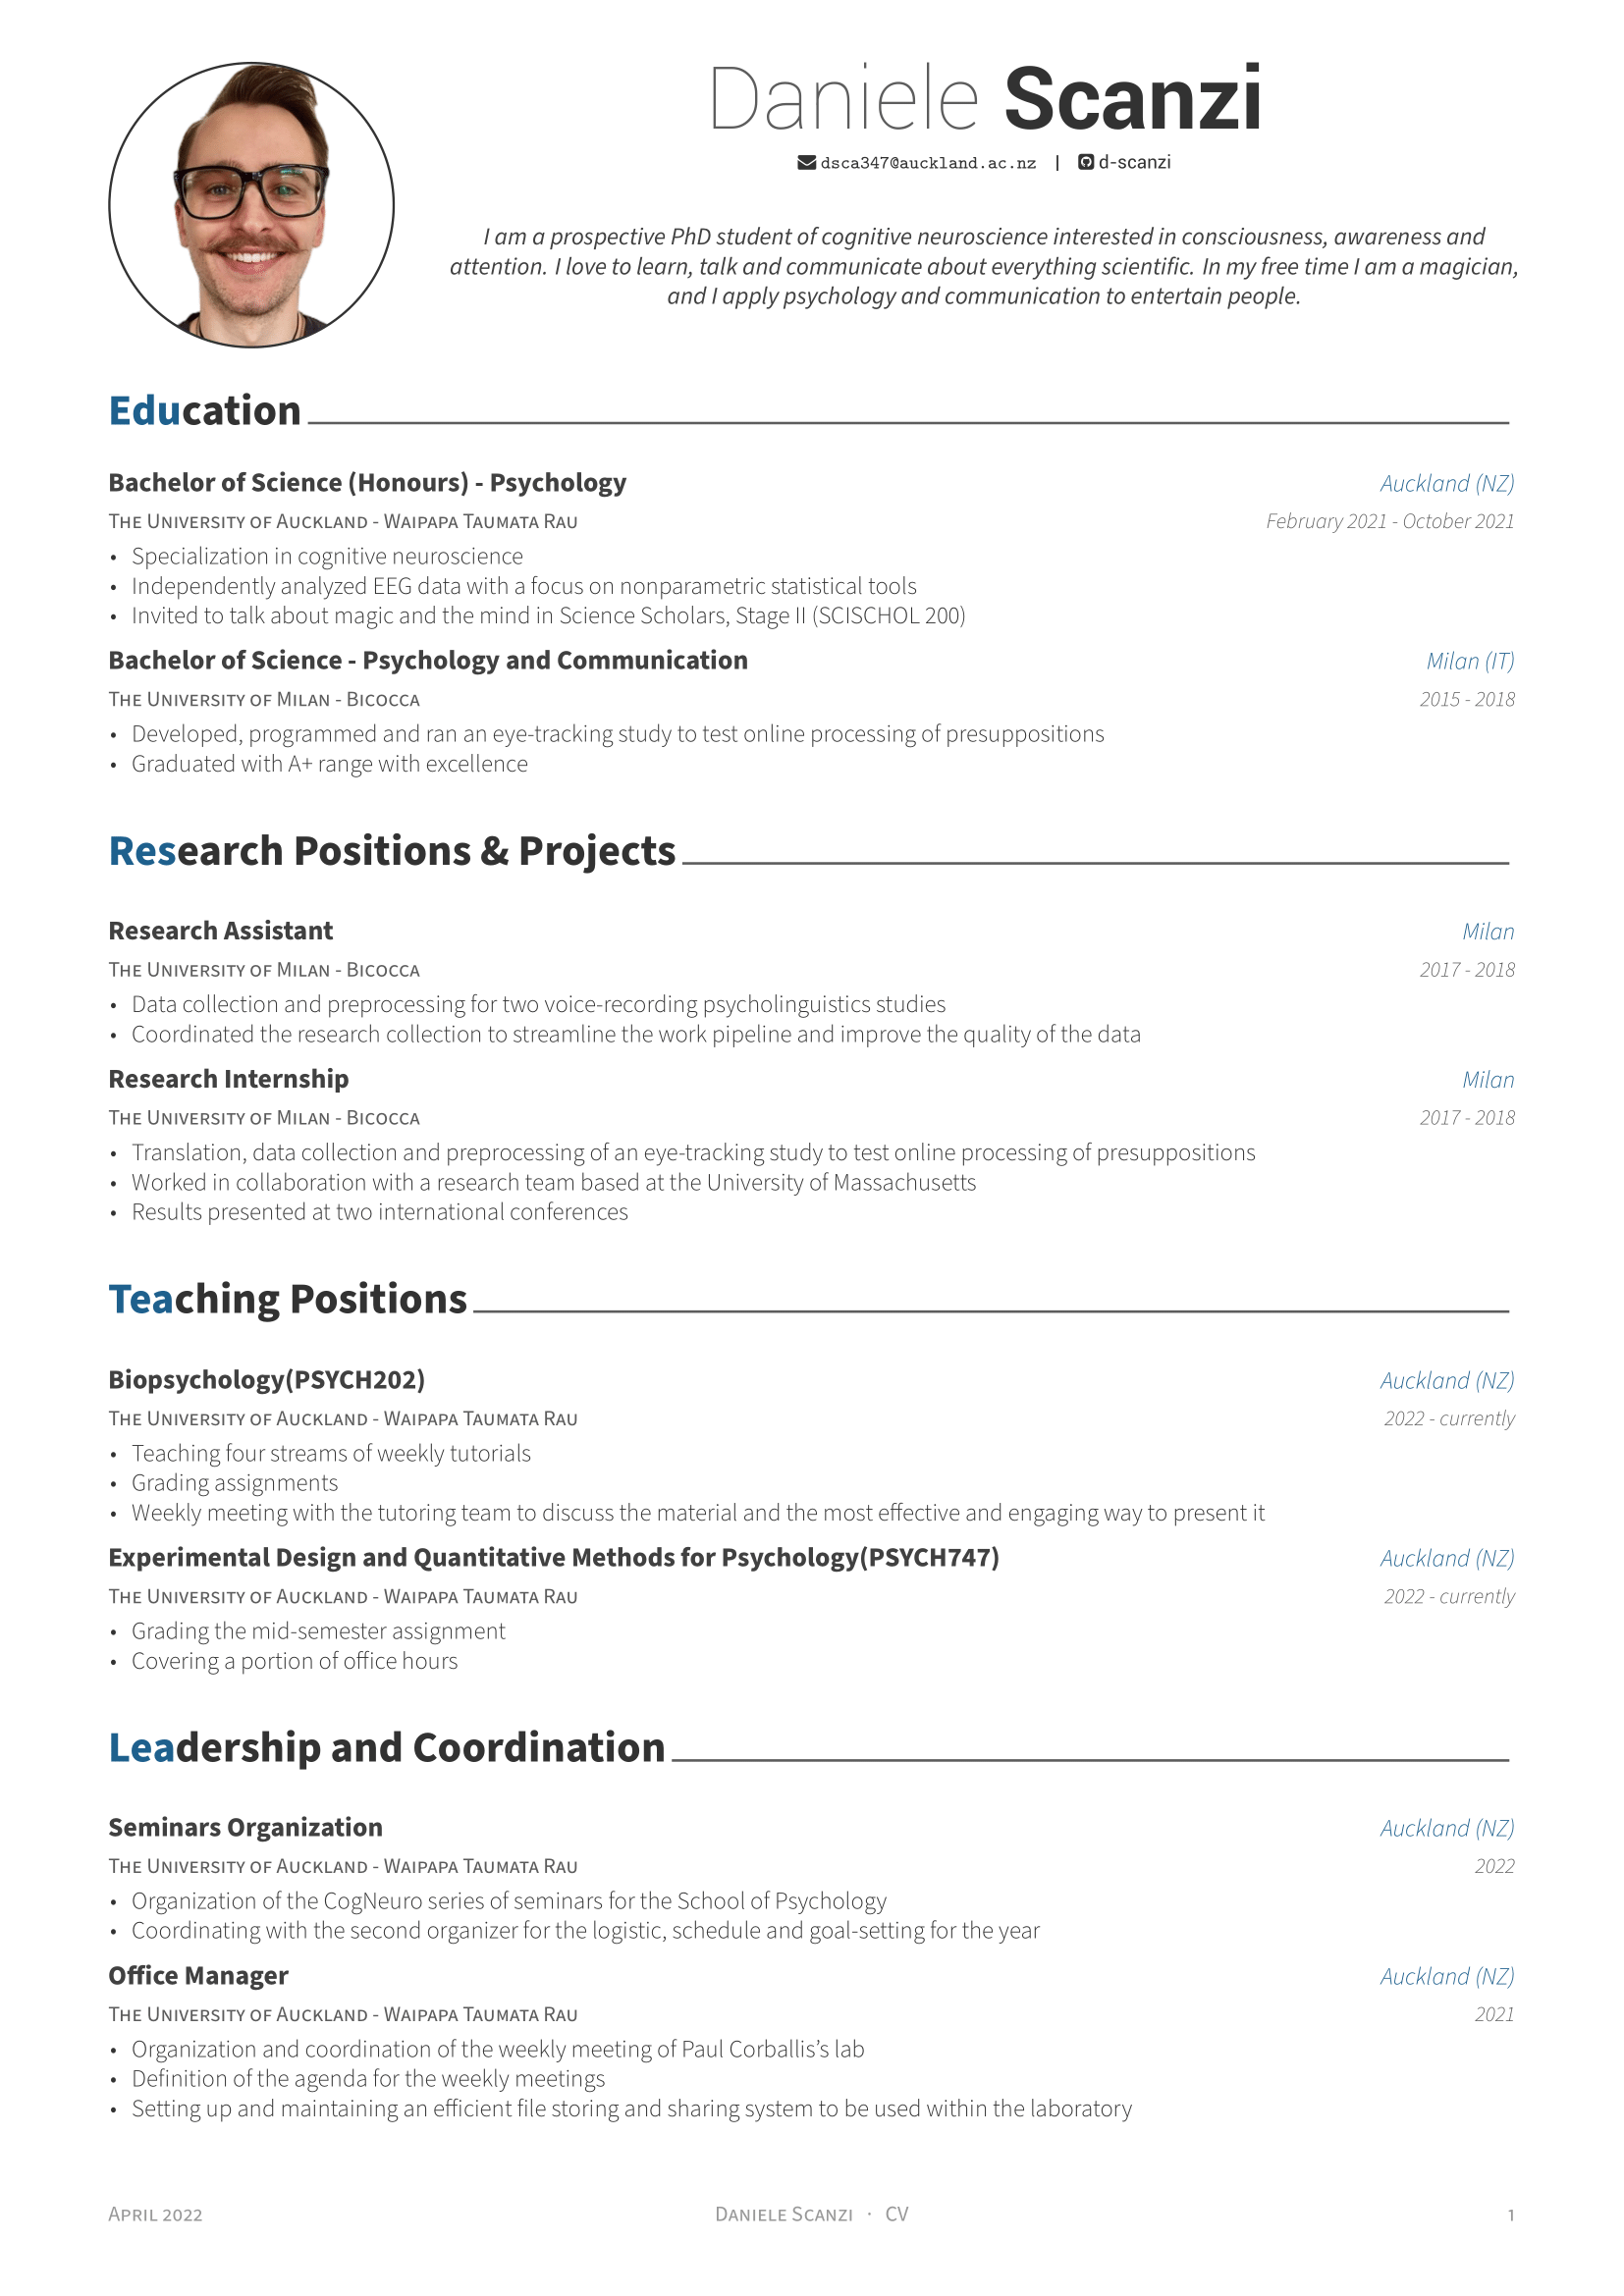 Daniele Scanzi
dsca347@auckland.ac.nz | d-scanzi
I am a prospective PhD student of cognitive neuroscience interested in consciousness, awareness and
attention. I love to learn, talk and communicate about everything scientific. In my free time I am a magician,
and I apply psychology and communication to entertain people.
Education
Bachelor of Science (Honours) - Psychology Auckland (NZ)
The University of Auckland - Waipapa Taumata Rau February 2021 - October 2021
• Specialization in cognitive neuroscience
• Independently analyzed EEG data with a focus on nonparametric statistical tools
• Invited to talk about magic and the mind in Science Scholars, Stage II (SCISCHOL 200)
Bachelor of Science - Psychology and Communication Milan (IT)
The University of Milan - Bicocca 2015 - 2018
• Developed, programmed and ran an eye-tracking study to test online processing of presuppositions
• Graduated with A+ range with excellence
Research Positions & Projects
Research Assistant Milan
The University of Milan - Bicocca 2017 - 2018
• Data collection and preprocessing for two voice-recording psycholinguistics studies
• Coordinated the research collection to streamline the work pipeline and improve the quality of the data
Research Internship Milan
The University of Milan - Bicocca 2017 - 2018
• Translation, data collection and preprocessing of an eye-tracking study to test online processing of presuppositions
• Worked in collaboration with a research team based at the University of Massachusetts
• Results presented at two international conferences
Teaching Positions
Biopsychology(PSYCH202) Auckland (NZ)
The University of Auckland - Waipapa Taumata Rau 2022 - currently
• Teaching four streams of weekly tutorials
• Grading assignments
• Weekly meeting with the tutoring team to discuss the material and the most effective and engaging way to present it
Experimental Design and Quantitative Methods for Psychology(PSYCH747) Auckland (NZ)
The University of Auckland - Waipapa Taumata Rau 2022 - currently
• Grading the mid-semester assignment
• Covering a portion of office hours
Leadership and Coordination
Seminars Organization Auckland (NZ)
The University of Auckland - Waipapa Taumata Rau 2022
• Organization of the CogNeuro series of seminars for the School of Psychology
• Coordinating with the second organizer for the logistic, schedule and goal-setting for the year
Office Manager Auckland (NZ)
The University of Auckland - Waipapa Taumata Rau 2021
• Organization and coordination of the weekly meeting of Paul Corballis’s lab
• Definition of the agenda for the weekly meetings
• Setting up and maintaining an efficient file storing and sharing system to be used within the laboratory
April 2022 Daniele Scanzi · CV 1